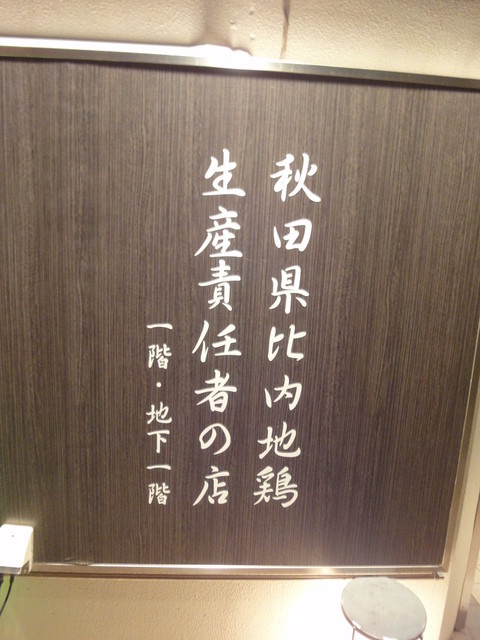 秋田県比内地鶏
生産責任者の店
一階・地下一階